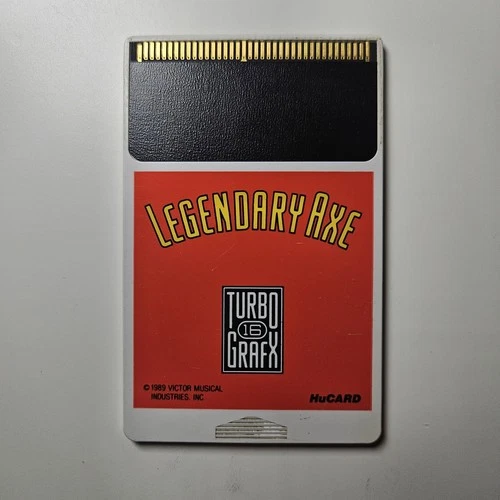 LEGENDARY AXE
TURBO
16
GRAFX
© 1989 VICTOR MUSICAL
INDUSTRIES, INC
HuCARD